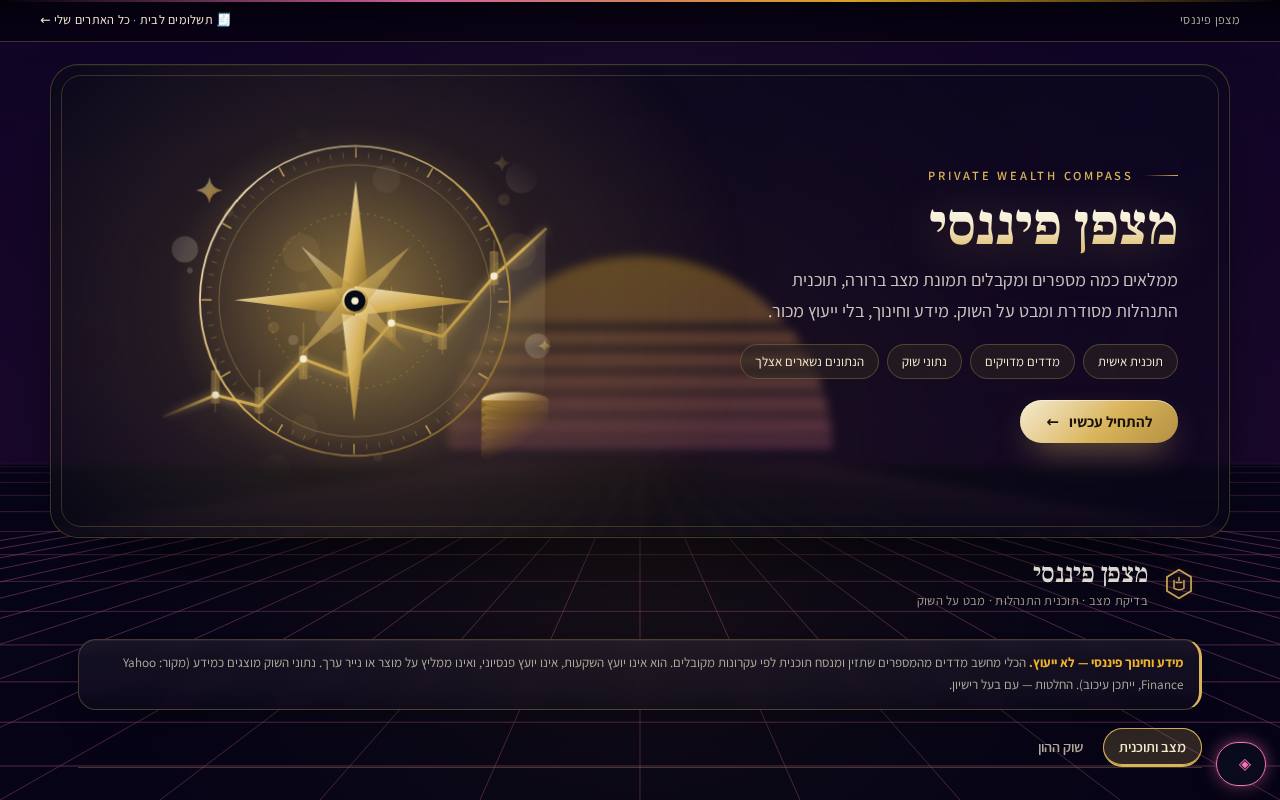 מצפן פיננסי
🧾 תשלומים לבית · כל האתרים שלי ←
PRIVATE WEALTH COMPASS
מצפן פיננסי
ממלאים כמה מספרים ומקבלים תמונת מצב ברורה, תוכנית
התנהלות מסודרת ומבט על השוק. מידע וחינוך, בלי ייעוץ מכור.
תוכנית אישית
מדדים מדויקים
נתוני שוק
הנתונים נשארים אצלך
להתחיל עכשיו ←
מצפן פיננסי
בדיקת מצב · תוכנית התנהלות · מבט על השוק
מידע וחינוך פיננסי — לא ייעוץ. הכלי מחשב מדדים מהמספרים שתזין ומנסח תוכנית לפי עקרונות מקובלים. הוא אינו יועץ השקעות, אינו יועץ פנסיוני, ואינו ממליץ על מוצר או נייר ערך. נתוני השוק מוצגים כמידע (מקור: Yahoo
Finance, ייתכן עיכוב). החלטות — עם בעל רישיון.
מצב ותוכנית
שוק ההון